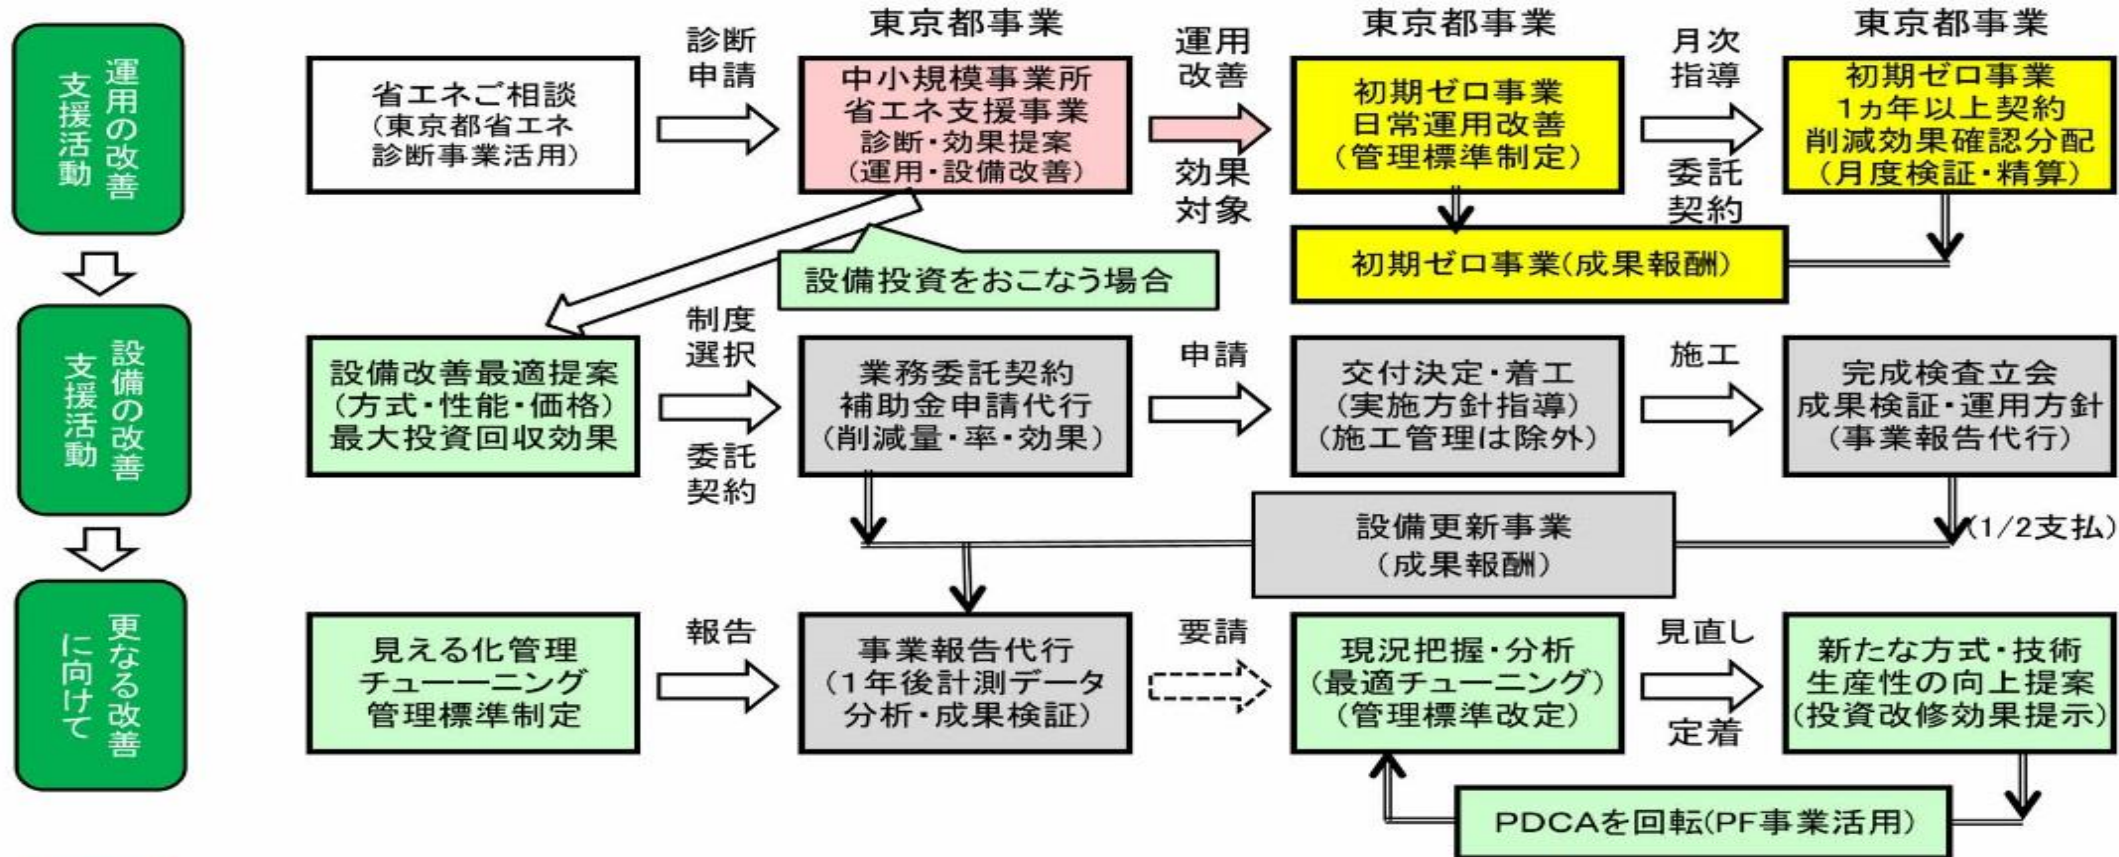 運用の改善
支援活動
省エネご相談
(東京都省エネ
診断事業活用)
診断
申請
東京都事業
中小規模事業所
省エネ支援事業
診断・効果提案
(運用・設備改善)
運用
改善
効果
対象
東京都事業
初期ゼロ事業
日常運用改善
(管理標準制定)
月次
指導
委託
契約
東京都事業
初期ゼロ事業
1ヵ年以上契約
削減効果確認分配
(月度検証・精算)
設備投資をおこなう場合
初期ゼロ事業(成果報酬)
設備の改善
支援活動
設備改善最適提案
(方式・性能・価格)
最大投資回収効果
制度
選択
委託
契約
業務委託契約
補助金申請代行
(削減量・率・効果)
申請
交付決定・着工
(実施方針指導)
(施工管理は除外)
施工
完成検査立会
成果検証・運用方針
(事業報告代行)
設備更新事業
(成果報酬)
(1/2支払)
更なる改善
に向けて
見える化管理
チューーニング
管理標準制定
報告
事業報告代行
(1年後計測データ
分析・成果検証)
要請
現況把握・分析
(最適チューニング)
(管理標準改定)
見直し
定着
新たな方式・技術
生産性の向上提案
(投資改修効果提示)
PDCAを回転(PF事業活用)